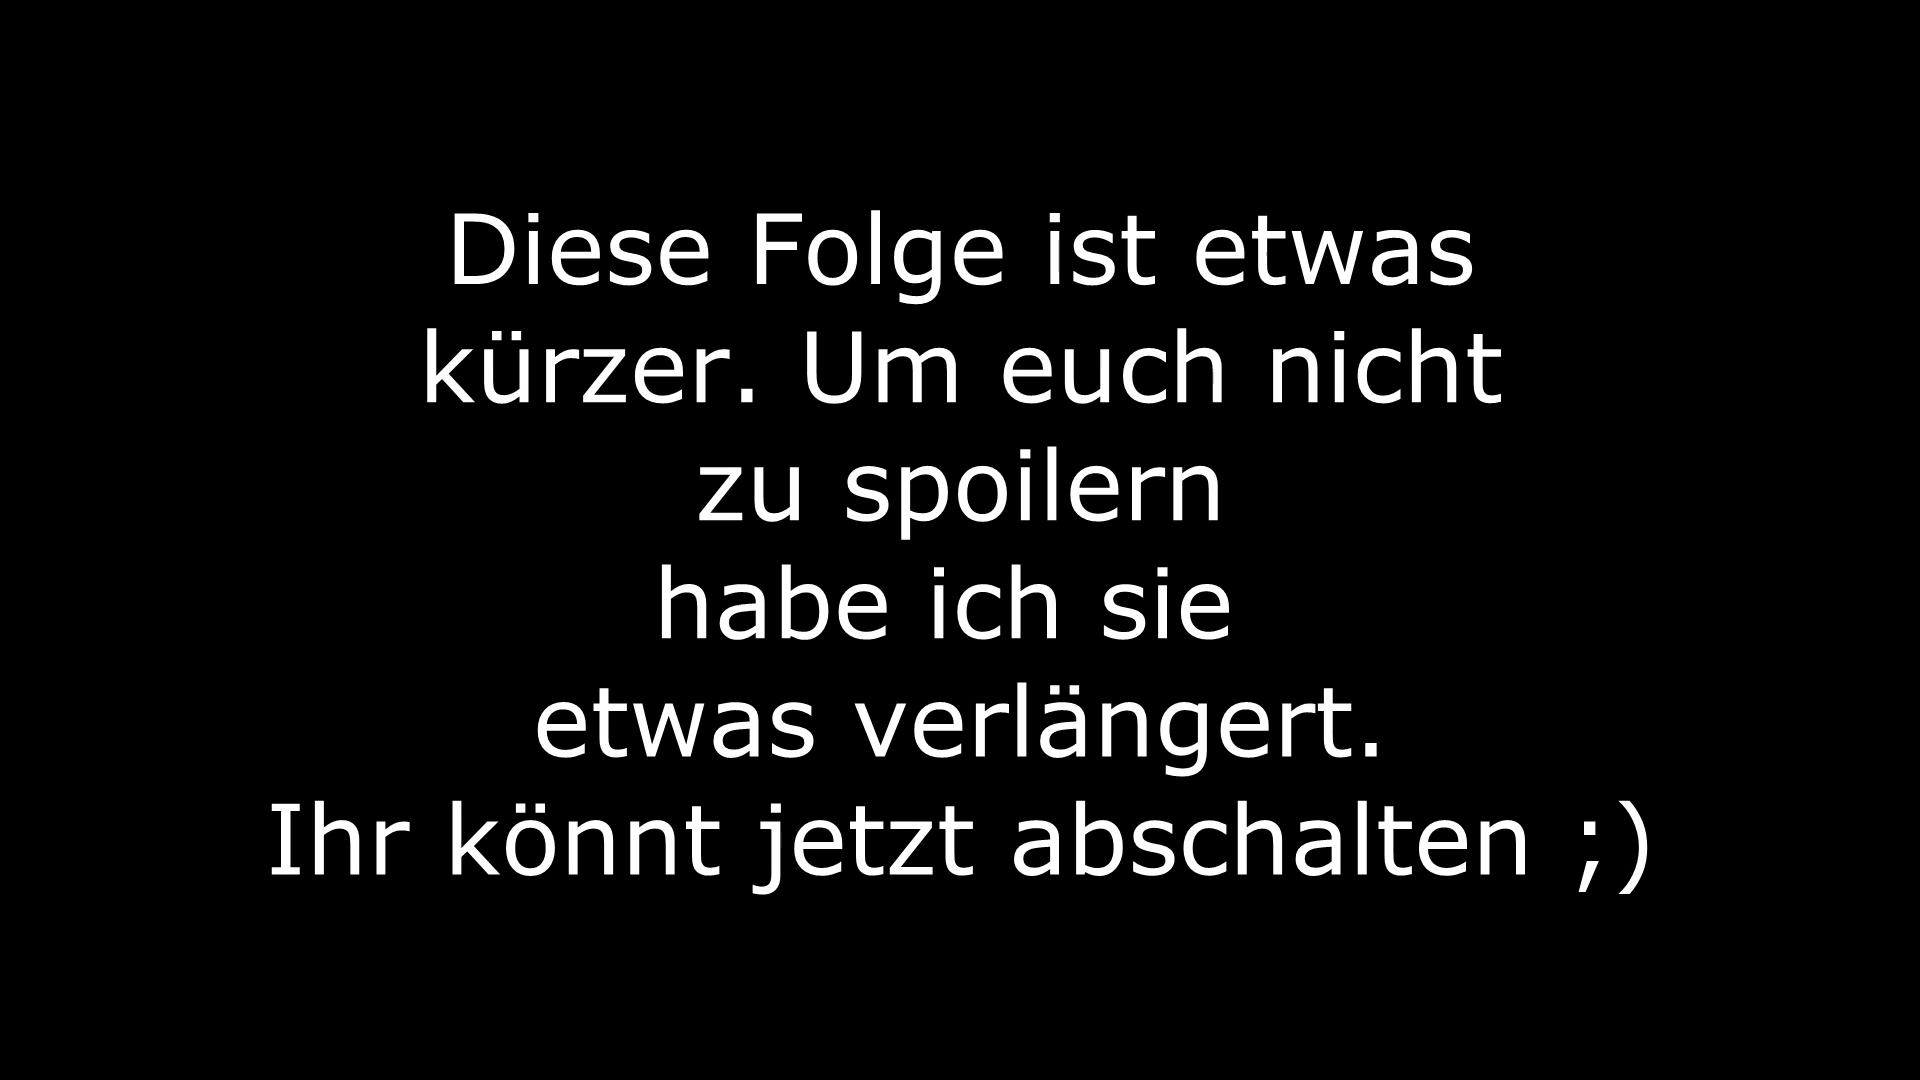 Diese Folge ist etwas
kürzer. Um euch nicht
zu spoilern
habe ich sie
etwas verlängert.
Ihr könnt jetzt abschalten ;)